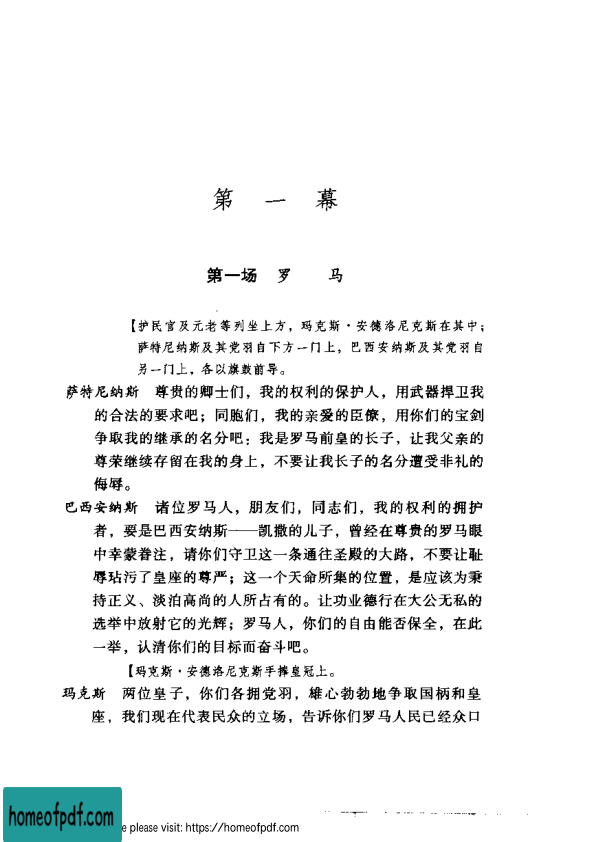 第 一 幕
第一场 罗 马
【护民官及元老等列坐上方，玛克斯·安德洛尼克斯在其中；
萨特尼纳斯及其党羽自下方一门上，巴西安纳斯及其党羽自
另一门上，各以旗鼓前导。
萨特尼纳斯 尊贵的卿士们，我的权利的保护人，用武器捍卫我
的合法的要求吧；同胞们，我的亲爱的臣僚，用你们的宝剑
争取我的继承的名分吧：我是罗马前皇的长子，让我父亲的
尊荣继续存留在我的身上，不要让我长子的名分遭受非礼的
侮辱。
巴西安纳斯 诸位罗马人，朋友们，同志们，我的权利的拥护
者，要是巴西安纳斯——凯撒的儿子，曾经在尊贵的罗马眼
中幸蒙眷注，请你们守卫这一条通往圣殿的大路，不要让耻
辱玷污了皇座的尊严；这一个天命所集的位置，是应该为秉
持正义、淡泊高尚的人所占有的。让功业德行在大公无私的
选举中放射它的光辉；罗马人，你们的自由能否保全，在此
一举，认清你们的目标而奋斗吧。
【玛克斯·安德洛尼克斯手捧皇冠上。
玛克斯 两位皇子，你们各拥党羽，雄心勃勃地争取国柄和皇
座，我们现在代表民众的立场，告诉你们罗马人民已经众口
homeofpdf.com
e please visit: https://homeofpdf.com